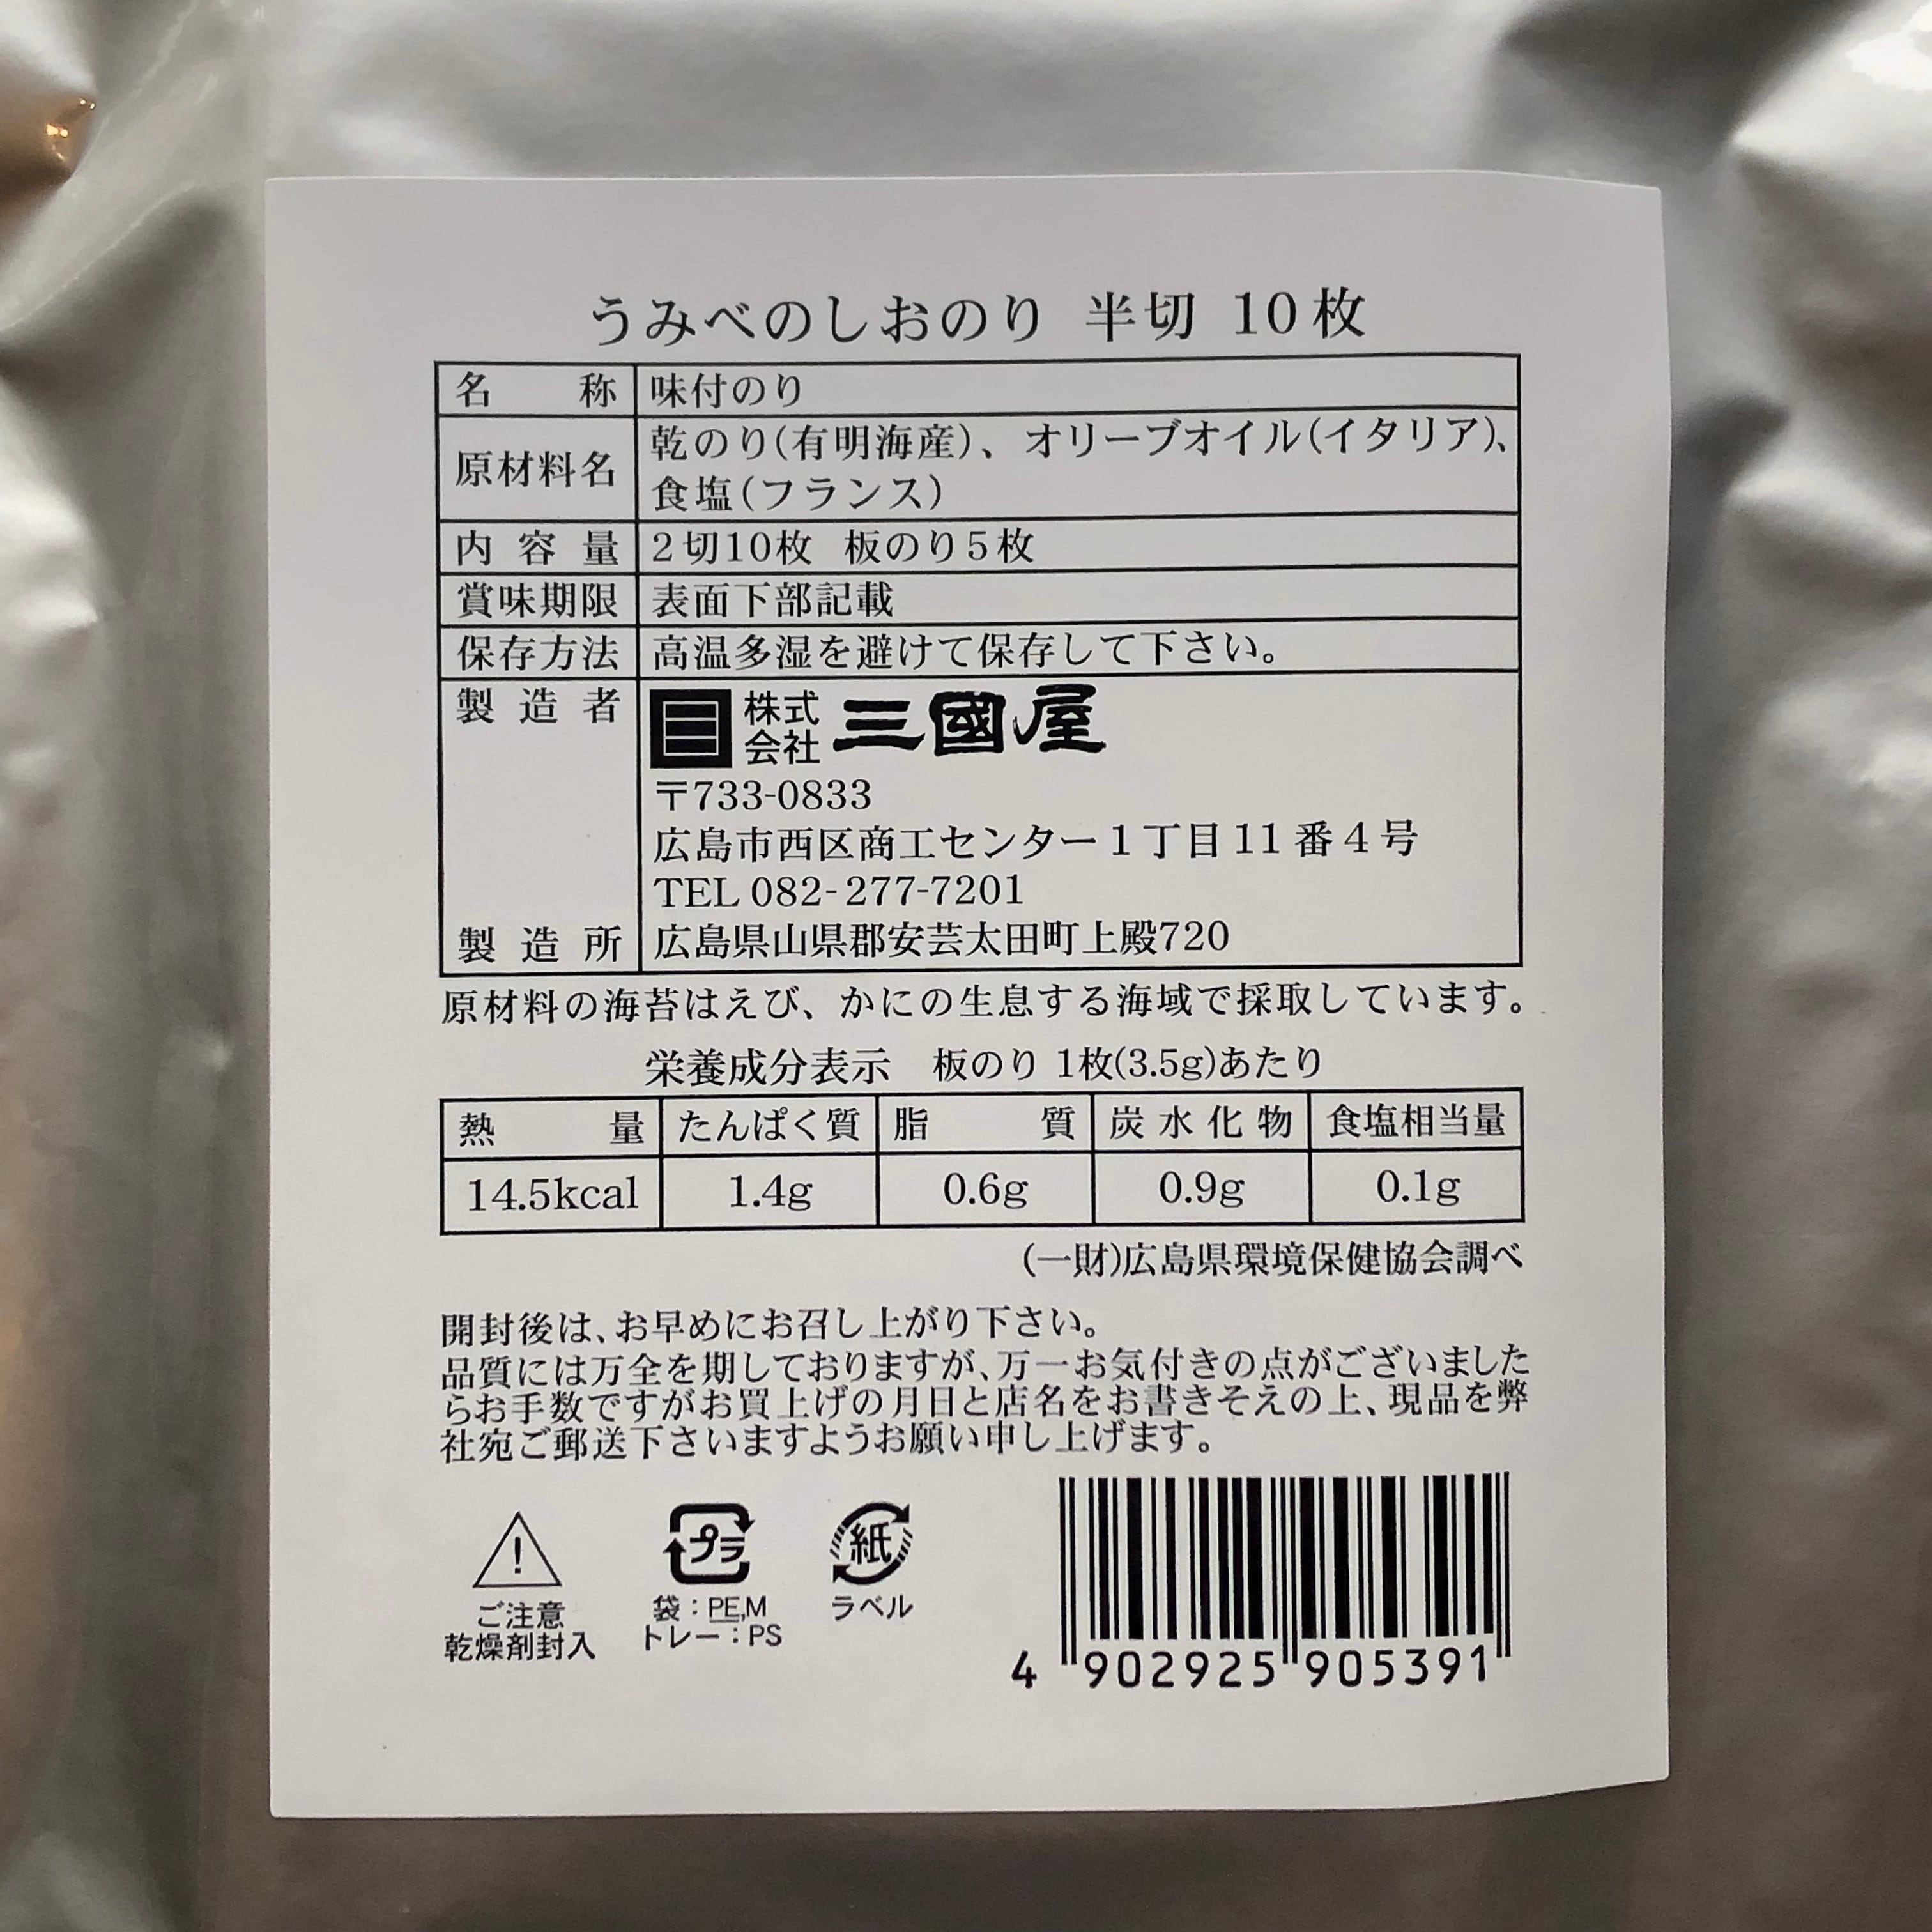 うみべのしおのり 半切 10枚
名称 味付のり
原材料名 乾のり(有明海産)、オリーブオイル(イタリア)、
食塩(フランス)
内容量 2切10枚 板のり5枚
賞味期限 表面下部記載
保存方法 高温多湿を避けて保存して下さい。
製造者 株式会社 三國屋
〒733-0833
広島市西区商工センター1丁目11番4号
TEL 082-277-7201
製造所 広島県山県郡安芸太田町上殿720
原材料の海苔はえび、かにの生息する海域で採取しています。
栄養成分表示 板のり 1枚(3.5g)あたり
熱量 たんぱく質 脂質 炭水化物 食塩相当量
14.5kcal 1.4g 0.6g 0.9g 0.1g
(一財)広島県環境保健協会調べ
開封後は、お早めにお召し上がり下さい。
品質には万全を期しておりますが、万一お気付きの点がございました
らお手数ですがお買上げの月日と店名をお書きそえの上、現品を弊
社宛ご郵送下さいますようお願い申し上げます。
プラ 紙
ご注意 袋:PE,M ラベル
乾燥剤封入 トレー:PS
4 902925 905391